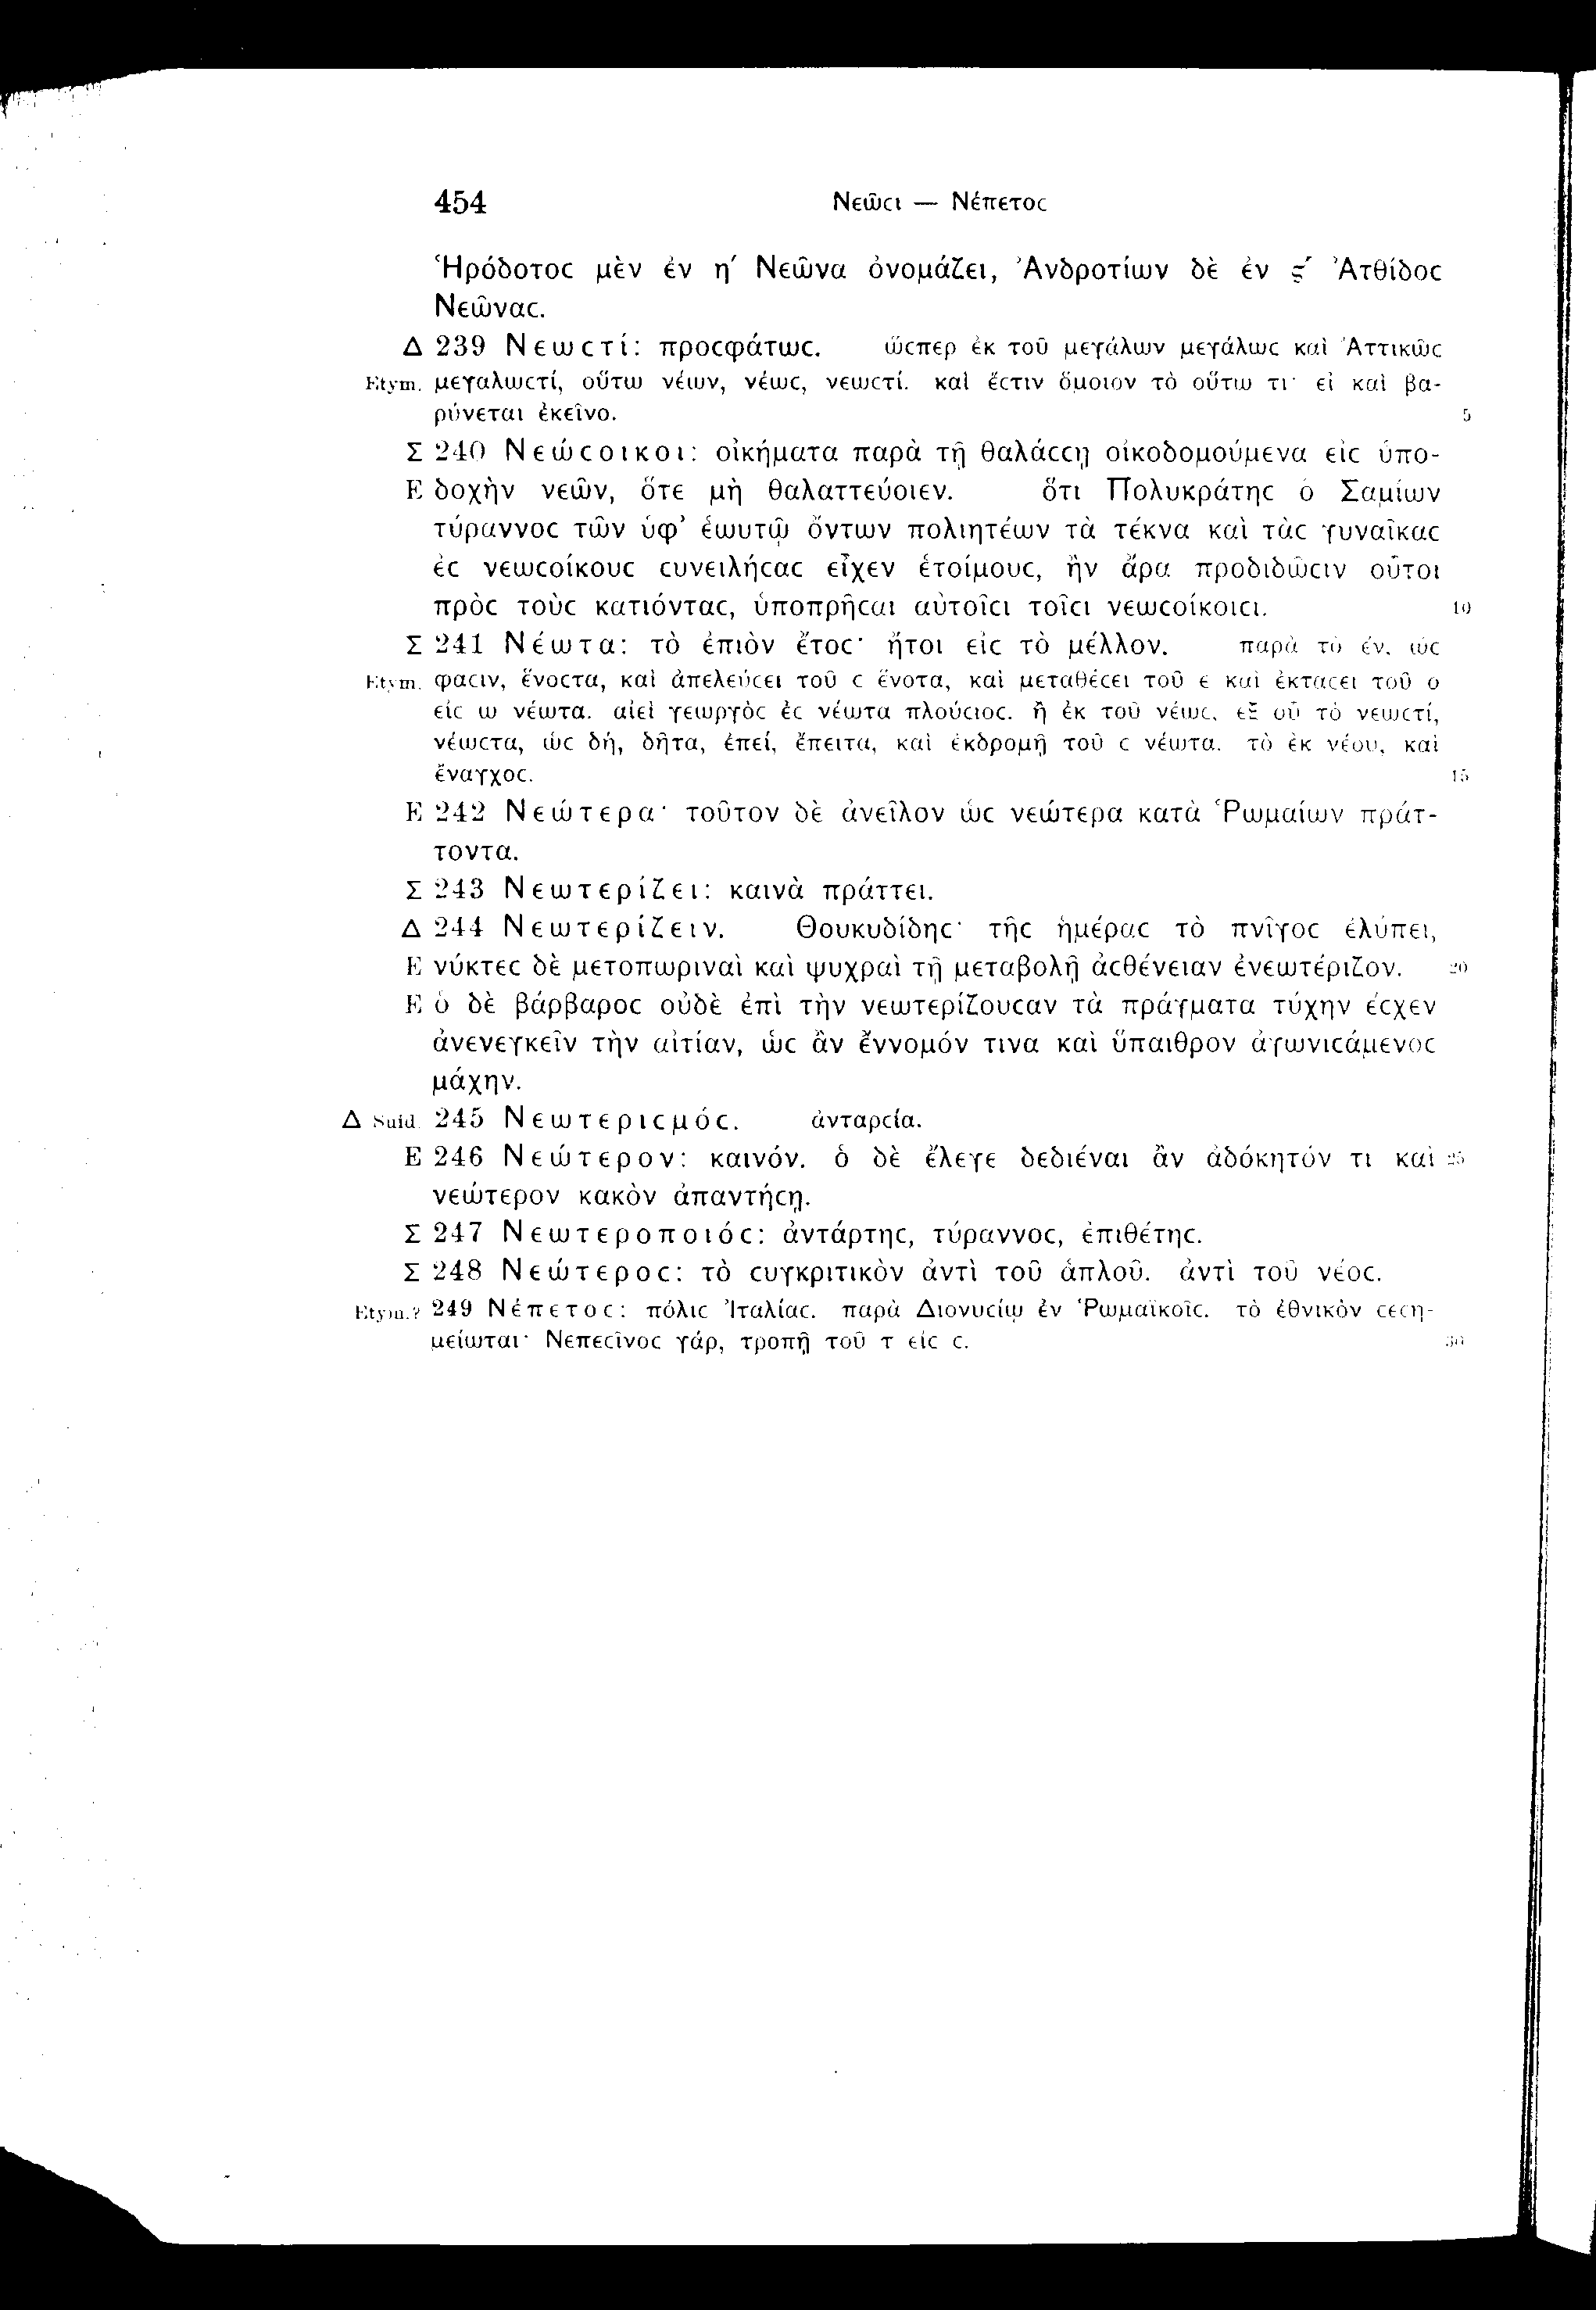 454 Νεῶϲι — Νέπετοϲ
Ἡρόδοτοϲ μὲν ἐν η′ Νεῶνα ὀνομάζει, Ἀνδροτίων δὲ ἐν ϛ′ Ἀτθίδοϲ
Νεῶναϲ.
Δ 239 Νεωϲτί: προϲφάτωϲ. ὥϲπερ ἐκ τοῦ μεγάλων μεγάλωϲ καὶ Ἀττικῶϲ
Etym. μεγαλωϲτί, οὕτω νέων, νέωϲ, νεωϲτί. καὶ ἔϲτιν ὅμοιον τὸ οὕτω τι· εἰ καὶ βα-
ρύνεται ἐκεῖνο. 5
Σ 240 Νεώϲοικοι: οἰκήματα παρὰ τῇ θαλάϲϲῃ οἰκοδομούμενα εἰϲ ὑπο-
E δοχὴν νεῶν, ὅτε μὴ θαλαττεύοιεν. ὅτι Πολυκράτηϲ ὁ Σαμίων
τύραννοϲ τῶν ὑφ’ ἑωυτῷ ὄντων πολιητέων τὰ τέκνα καὶ τὰϲ γυναῖκαϲ
ἐϲ νεωϲοίκουϲ ϲυνειλήϲαϲ εἶχεν ἑτοίμουϲ, ἢν ἄρα προδιδῶϲιν οὗτοι
πρὸϲ τοὺϲ κατιόνταϲ, ὑποπρῆϲαι αὐτοῖϲι τοῖϲι νεωϲοίκοιϲι. 10
Σ 241 Νέωτα: τὸ ἐπιὸν ἔτοϲ· ἤτοι εἰϲ τὸ μέλλον. παρὰ τὸ ἕν, ὥϲ
Etym. φαϲιν, ἕνοϲτα, καὶ ἀπελεύϲει τοῦ ϲ ἕνοτα, καὶ μεταθέϲει τοῦ ε καὶ ἐκτάϲει τοῦ ο
εἰϲ ω νέωτα. αἰεὶ γεωργὸϲ ἐϲ νέωτα πλούϲιοϲ. ἢ ἐκ τοῦ νέωϲ, ἐξ οὗ τὸ νεωϲτί,
νέωϲτα, ὡϲ δή, δῆτα, ἐπεί, ἔπειτα, καὶ ἐκδρομῇ τοῦ ϲ νέωτα. τὸ ἐκ νέου, καὶ
ἔναγχοϲ. 15
E 242 Νεώτερα· τοῦτον δὲ ἀνεῖλον ὡϲ νεώτερα κατὰ Ῥωμαίων πράτ-
τοντα.
Σ 243 Νεωτερίζει: καινὰ πράττει.
Δ 244 Νεωτερίζειν. Θουκυδίδηϲ· τῆϲ ἡμέραϲ τὸ πνῖγοϲ ἐλύπει,
E νύκτεϲ δὲ μετοπωριναὶ καὶ ψυχραὶ τῇ μεταβολῇ ἀϲθένειαν ἐνεωτέριζον. 20
E ὁ δὲ βάρβαροϲ οὐδὲ ἐπὶ τὴν νεωτερίζουϲαν τὰ πράγματα τύχην ἔϲχεν
ἀνενεγκεῖν τὴν αἰτίαν, ὡϲ ἂν ἔννομόν τινα καὶ ὕπαιθρον ἀγωνιϲάμενοϲ
μάχην.
Δ Suid. 245 Νεωτεριϲμόϲ. ἀνταρϲία.
E 246 Νεώτερον: καινόν. ὁ δὲ ἔλεγε δεδιέναι ἂν ἀδόκητόν τι καὶ 25
νεώτερον κακὸν ἀπαντήϲῃ.
Σ 247 Νεωτεροποιόϲ: ἀντάρτηϲ, τύραννοϲ, ἐπιθέτηϲ.
Σ 248 Νεώτεροϲ: τὸ ϲυγκριτικὸν ἀντὶ τοῦ ἁπλοῦ. ἀντὶ τοῦ νέοϲ.
Etym.? 249 Νέπετοϲ: πόλιϲ Ἰταλίαϲ. παρὰ Διονυϲίῳ ἐν Ῥωμαϊκοῖϲ. τὸ ἐθνικὸν ϲεϲη-
μείωται· Νεπεϲῖνοϲ γάρ, τροπῇ τοῦ τ εἰϲ ϲ. 30